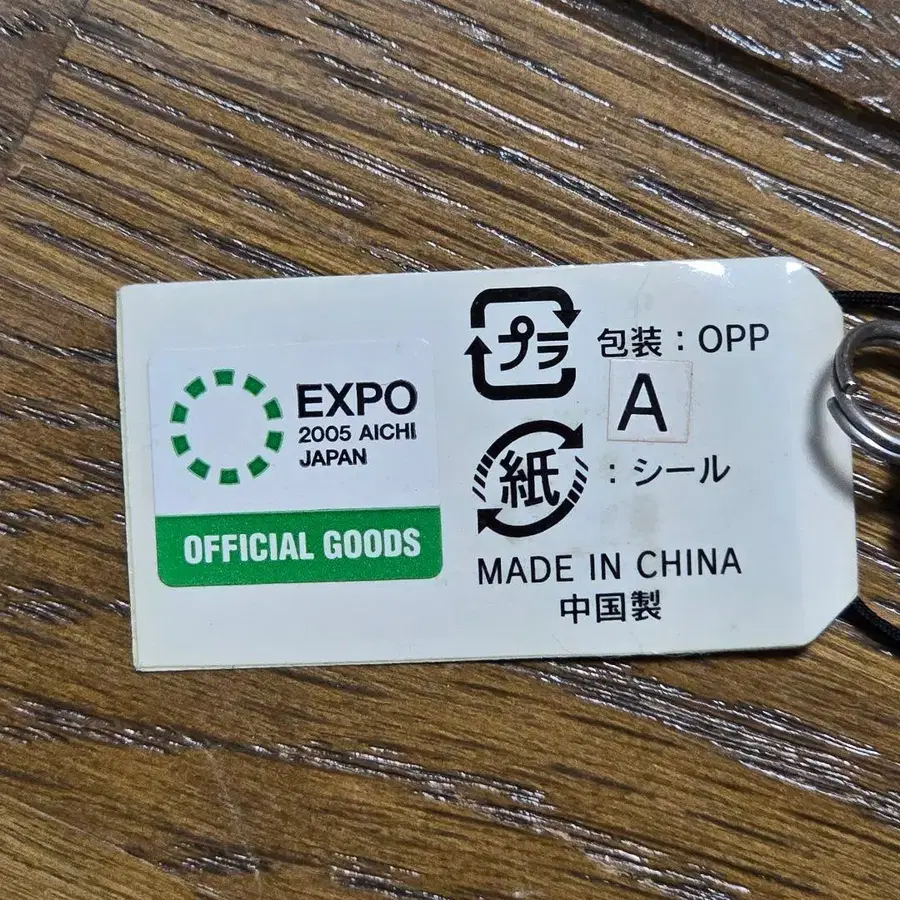 EXPO
2005 AICHI
JAPAN
OFFICIAL GOODS
プラ 包装：OPP
A
紙 ：シール
MADE IN CHINA
中国製